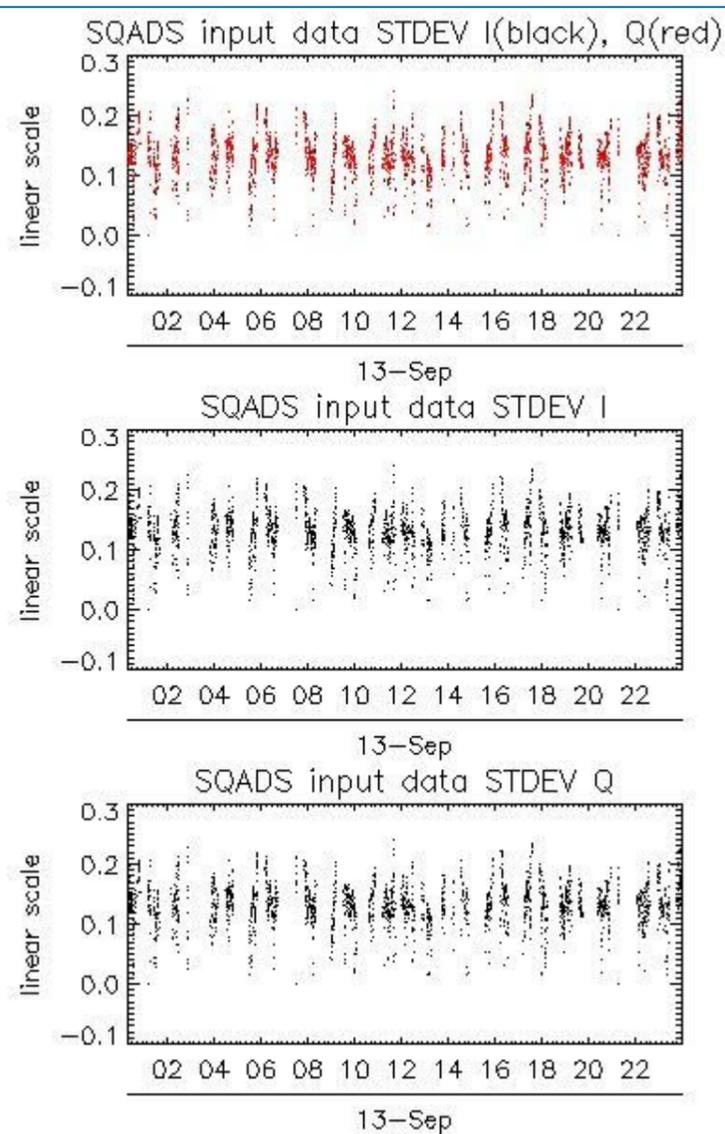 SQADS input data STDEV I(black), Q(red)
0.3
0.2
0.1
0.0
−0.1
linear scale
02 04 06 08 10 12 14 16 18 20 22
13−Sep
SQADS input data STDEV I
0.3
0.2
0.1
0.0
−0.1
linear scale
02 04 06 08 10 12 14 16 18 20 22
13−Sep
SQADS input data STDEV Q
0.3
0.2
0.1
0.0
−0.1
linear scale
02 04 06 08 10 12 14 16 18 20 22
13−Sep